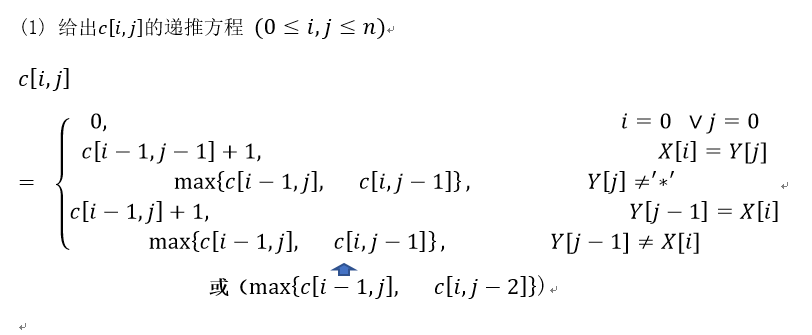 (1) 给出c[i,j]的递推方程 (0 ≤ i,j ≤ n)
c[i,j]
0, i = 0 ∨ j = 0
c[i − 1,j − 1] + 1, X[i] = Y[j]
= max{c[i − 1,j], c[i,j − 1]}, Y[j] ≠′∗′
c[i − 1,j] + 1, Y[j − 1] = X[i]
max{c[i − 1,j], c[i,j − 1]}, Y[j − 1] ≠ X[i]
或（max{c[i − 1,j], c[i,j − 2]}）